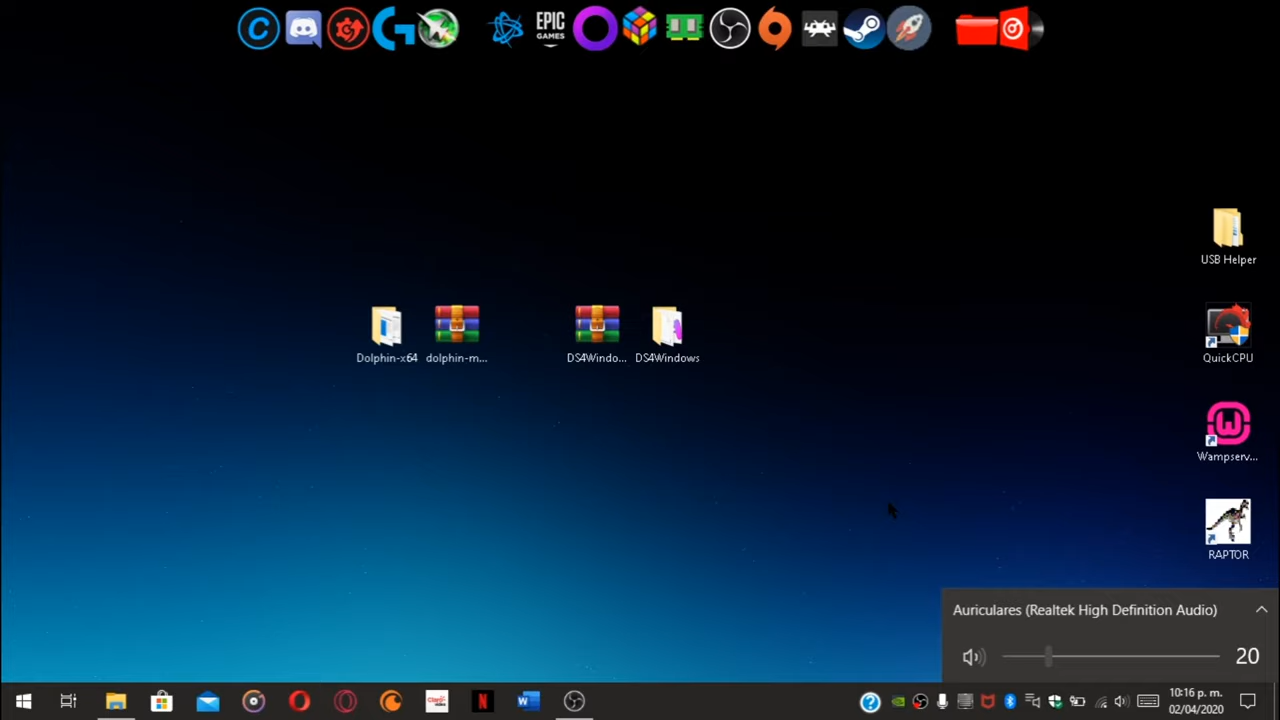 EPIC
GAMES
USB Helper
Dolphin-x64
dolphin-m...
DS4Windo...
DS4Windows
QuickCPU
Wampserv...
RAPTOR
Auriculares (Realtek High Definition Audio)
20
10:16 p. m.
02/04/2020